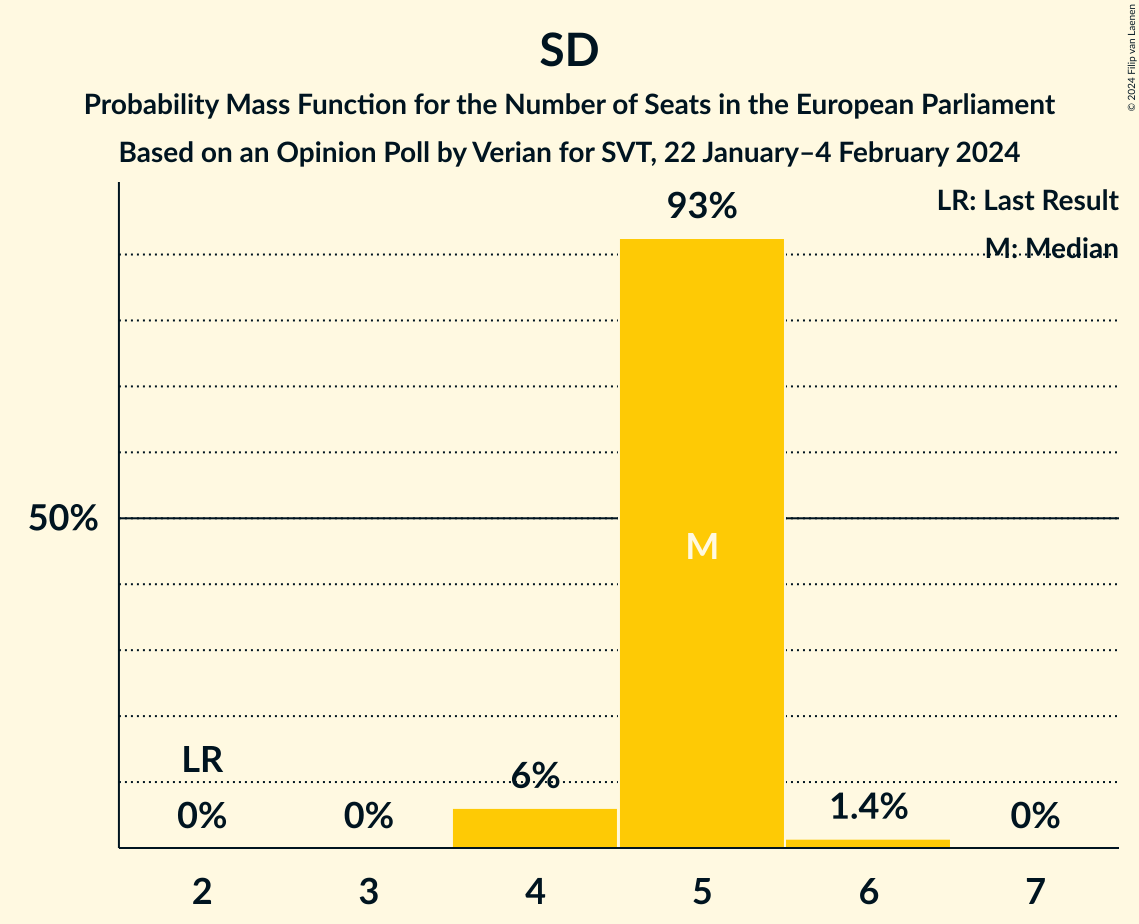 SD
Probability Mass Function for the Number of Seats in the European Parliament
Based on an Opinion Poll by Verian for SVT, 22 January–4 February 2024
© 2024 Filip van Laenen
LR: Last Result
M: Median
93%
50%
M
LR
0%
0%
6%
1.4%
0%
2
3
4
5
6
7